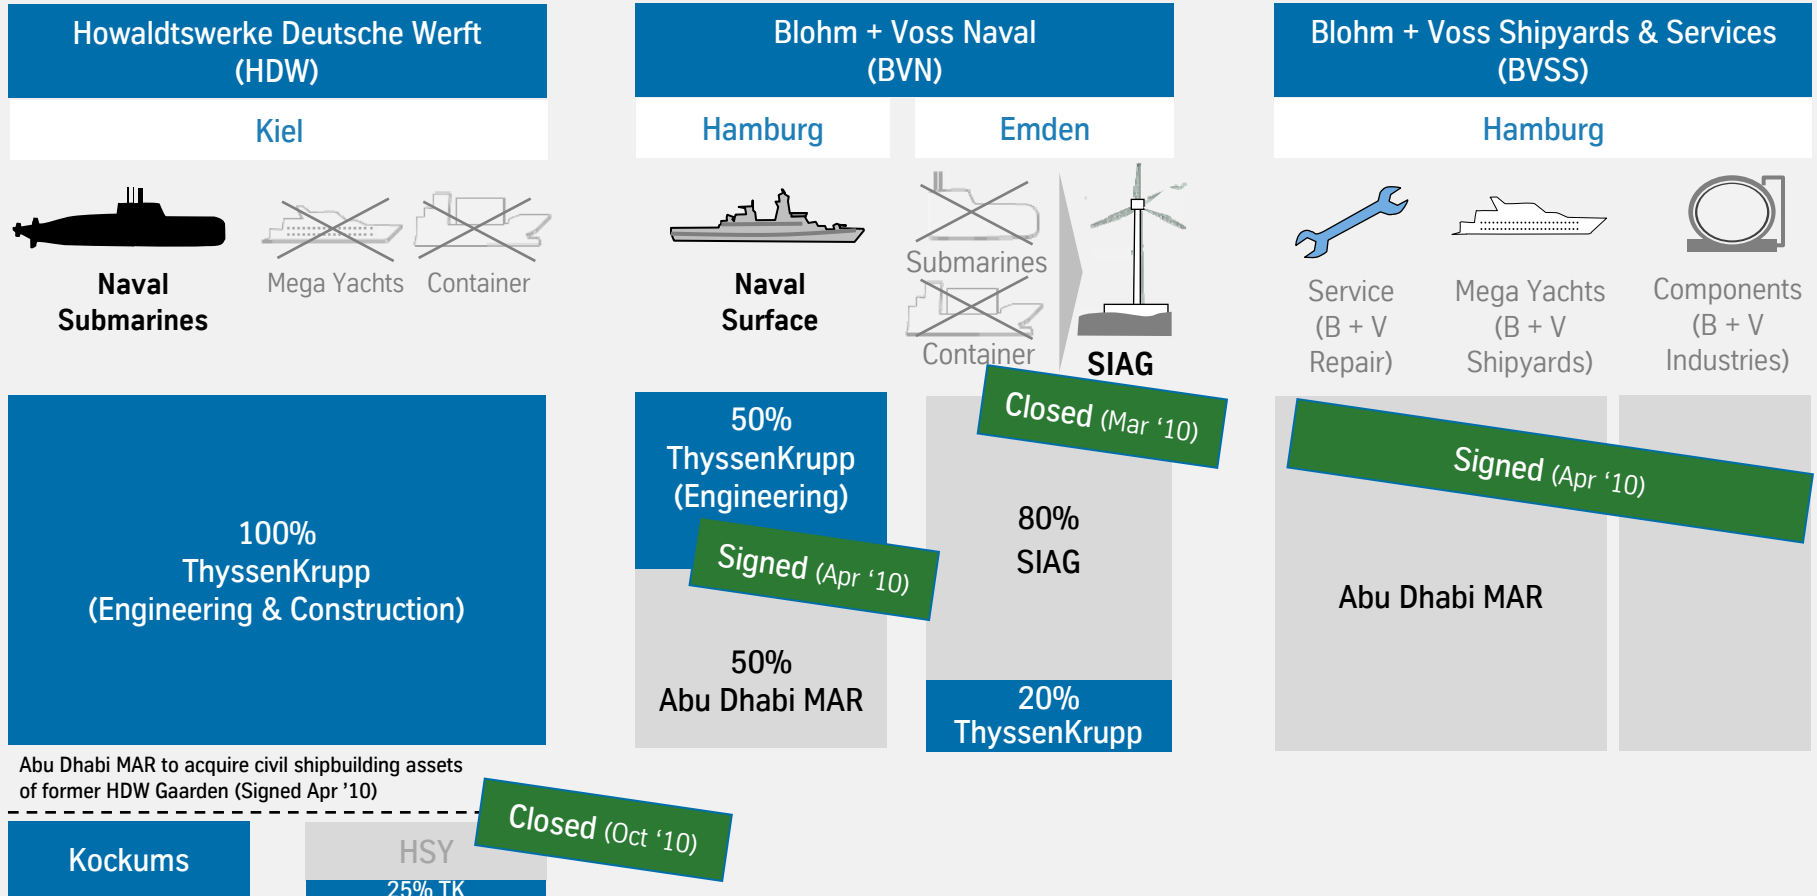 Howaldtswerke Deutsche Werft
(HDW)
Kiel
Naval
Submarines
Mega Yachts
Container
100%
ThyssenKrupp
(Engineering & Construction)
Abu Dhabi MAR to acquire civil shipbuilding assets
of former HDW Gaarden (Signed Apr ’10)
Kockums
HSY
25% TK
Closed (Oct ‘10)
Blohm + Voss Naval
(BVN)
Hamburg
Emden
Naval
Surface
Submarines
Container
SIAG
50%
ThyssenKrupp
(Engineering)
Signed (Apr ‘10)
50%
Abu Dhabi MAR
Closed (Mar ‘10)
80%
SIAG
20%
ThyssenKrupp
Blohm + Voss Shipyards & Services
(BVSS)
Hamburg
Service
(B + V
Repair)
Mega Yachts
(B + V
Shipyards)
Components
(B + V
Industries)
Signed (Apr ‘10)
Abu Dhabi MAR